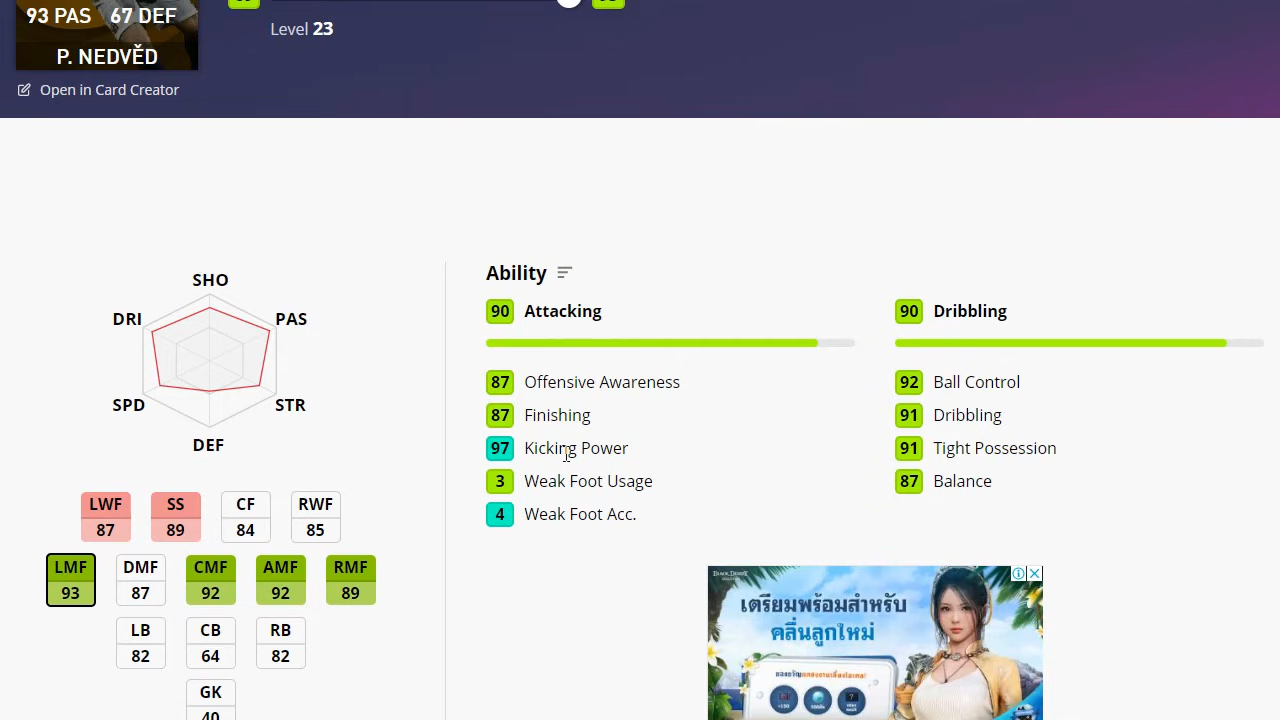 93 PAS 67 DEF
P. NEDVĚD
Level 23
Open in Card Creator
SHO
DRI
PAS
SPD
STR
DEF
LWF
87
SS
89
CF
84
RWF
85
LMF
93
DMF
87
CMF
92
AMF
92
RMF
89
LB
82
CB
64
RB
82
GK
40
Ability
90 Attacking
87 Offensive Awareness
87 Finishing
97 Kicking Power
3 Weak Foot Usage
4 Weak Foot Acc.
90 Dribbling
92 Ball Control
91 Dribbling
91 Tight Possession
87 Balance
BLACK DESERT
เตรียมพร้อมสำหรับ
คลื่นลูกใหม่